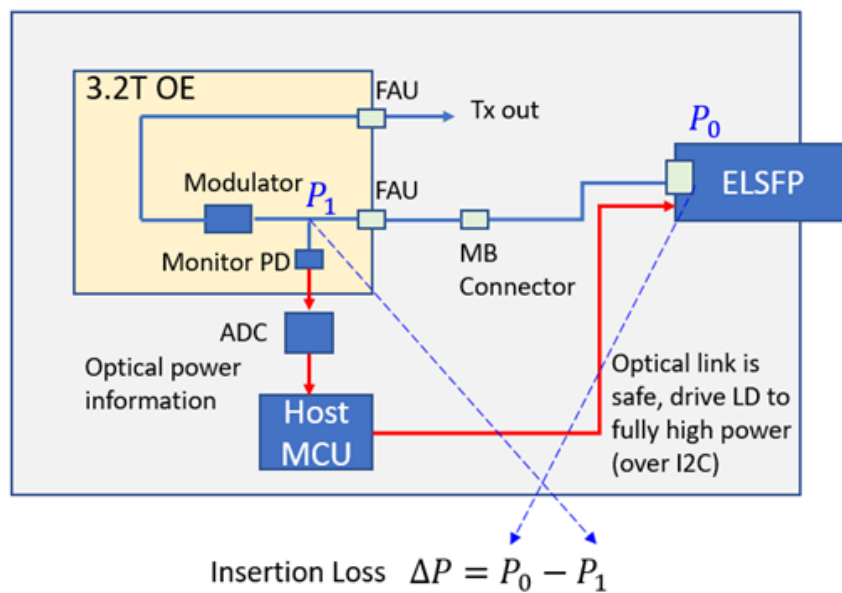 3.2T OE
FAU
Tx out
P₀
ELSFP
Modulator
P₁
FAU
Monitor PD
MB
Connector
ADC
Optical power
information
Host
MCU
Optical link is
safe, drive LD to
fully high power
(over I2C)
Insertion Loss ΔP = P₀ − P₁